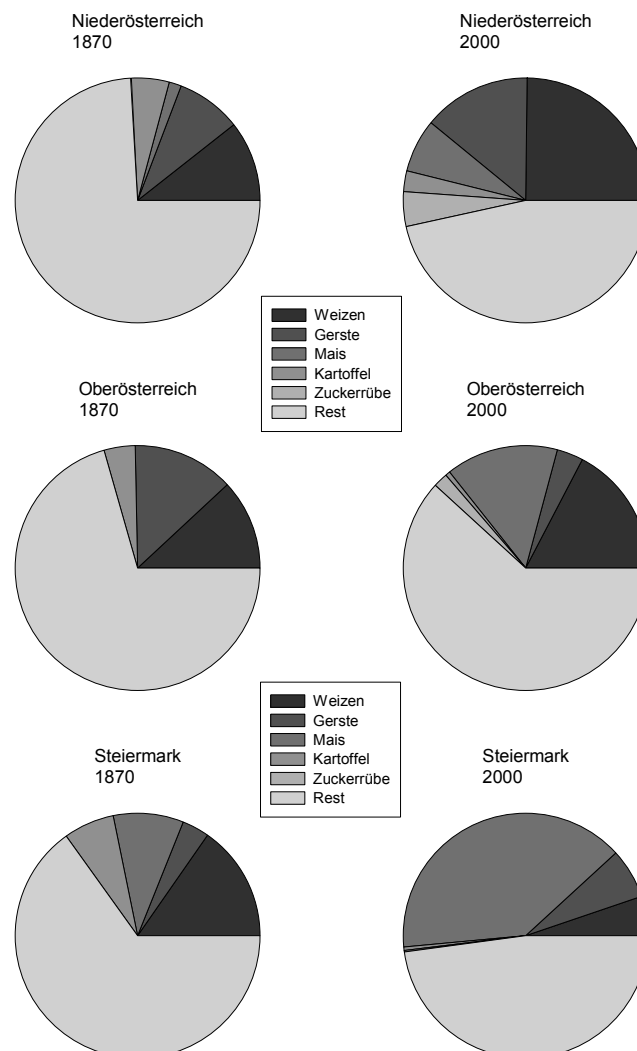 Niederösterreich
1870
Niederösterreich
2000
Weizen
Gerste
Mais
Kartoffel
Zuckerrübe
Rest
Oberösterreich
1870
Oberösterreich
2000
Weizen
Gerste
Mais
Kartoffel
Zuckerrübe
Rest
Steiermark
1870
Steiermark
2000